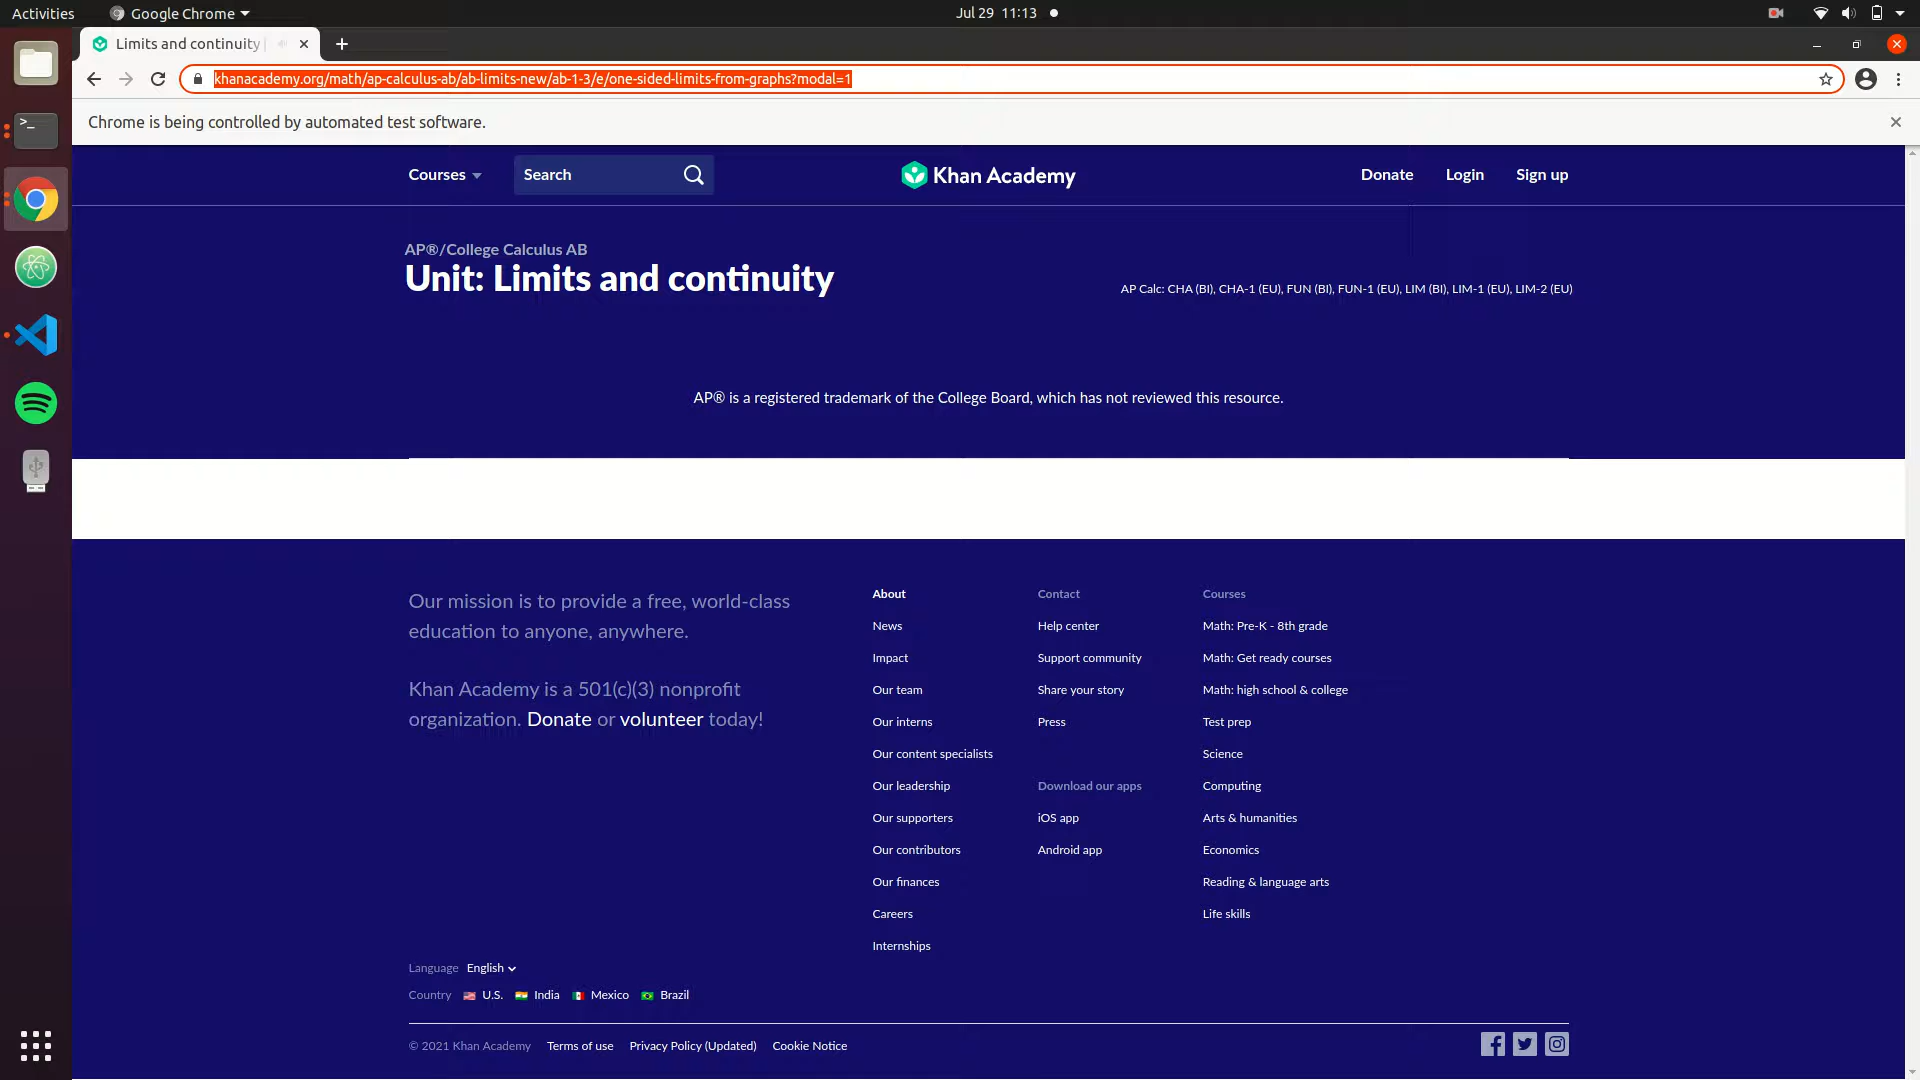 Activities
Google Chrome
Jul 29 11:13
Limits and continuity |
khanacademy.org/math/ap-calculus-ab/ab-limits-new/ab-1-3/e/one-sided-limits-from-graphs?modal=1
Chrome is being controlled by automated test software.
Courses
Search
Khan Academy
Donate
Login
Sign up
AP®/College Calculus AB
Unit: Limits and continuity
AP Calc: CHA (BI), CHA-1 (EU), FUN (BI), FUN-1 (EU), LIM (BI), LIM-1 (EU), LIM-2 (EU)
AP® is a registered trademark of the College Board, which has not reviewed this resource.
Our mission is to provide a free, world-class
education to anyone, anywhere.
Khan Academy is a 501(c)(3) nonprofit
organization. Donate or volunteer today!
About
News
Impact
Our team
Our interns
Our content specialists
Our leadership
Our supporters
Our contributors
Our finances
Careers
Internships
Contact
Help center
Support community
Share your story
Press
Download our apps
iOS app
Android app
Courses
Math: Pre-K - 8th grade
Math: Get ready courses
Math: high school & college
Test prep
Science
Computing
Arts & humanities
Economics
Reading & language arts
Life skills
Language English
Country U.S. India Mexico Brazil
© 2021 Khan Academy Terms of use Privacy Policy (Updated) Cookie Notice